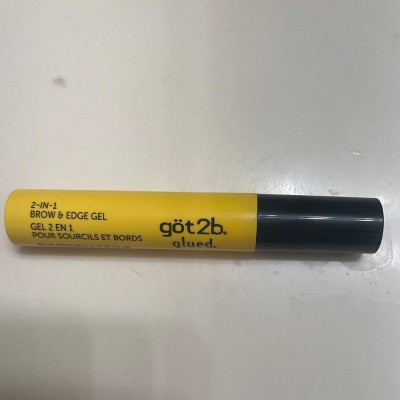 2-IN-1
BROW & EDGE GEL
GEL 2 EN 1
POUR SOURCILS ET BORDS
göt2b.
glued.